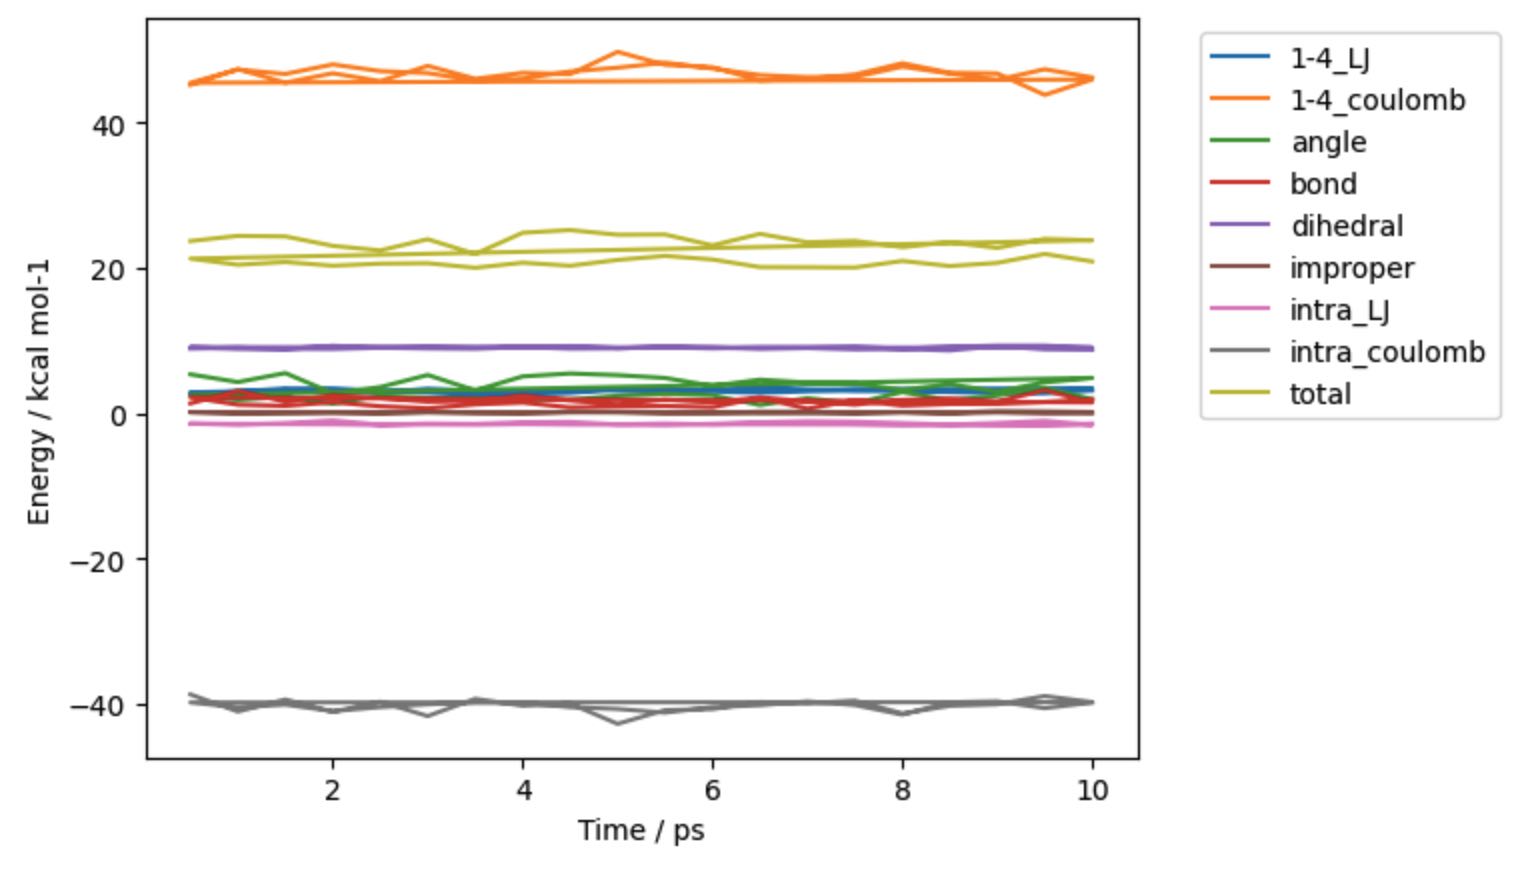 Energy / kcal mol-1
40
20
0
−20
−40
2 4 6 8 10
Time / ps
1-4_LJ
1-4_coulomb
angle
bond
dihedral
improper
intra_LJ
intra_coulomb
total